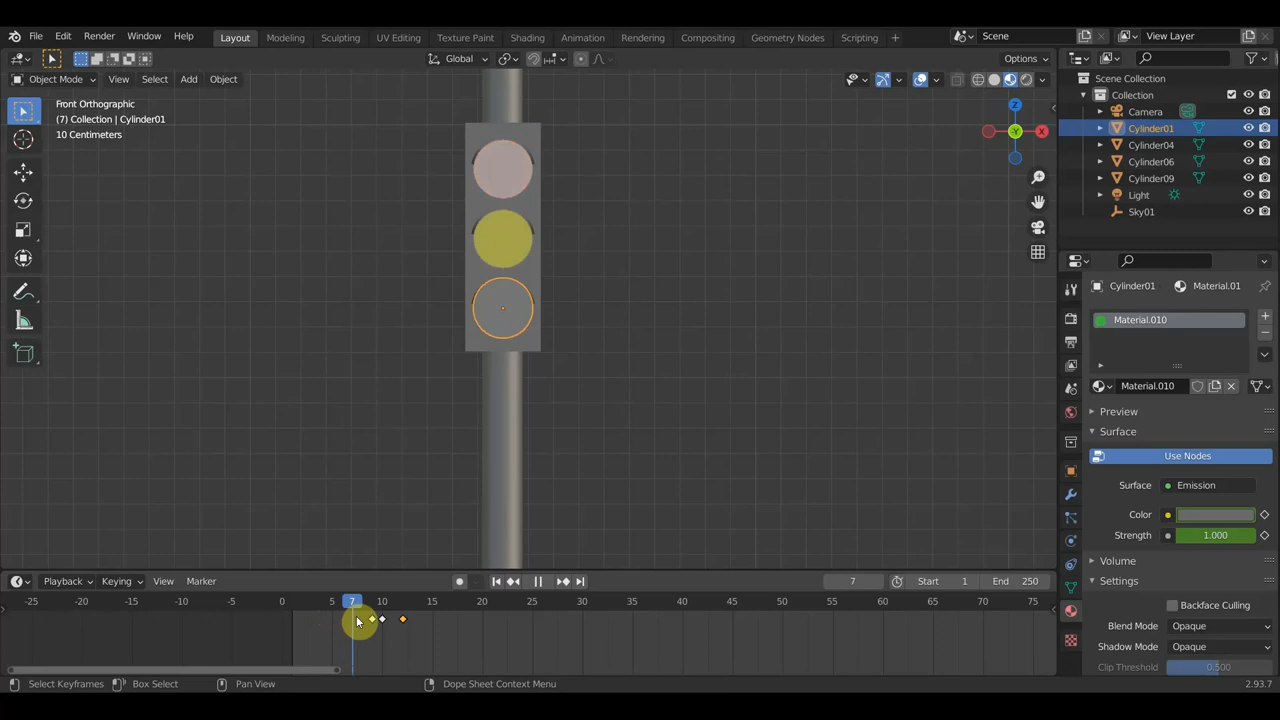 File Edit Render Window Help Layout Modeling Sculpting UV Editing Texture Paint Shading Animation Rendering Compositing Geometry Nodes Scripting + Scene View Layer
Global Options
Object Mode View Select Add Object
Front Orthographic
(7) Collection | Cylinder01
10 Centimeters
Z
X
-Y
Scene Collection
Collection
Camera
Cylinder01
Cylinder04
Cylinder06
Cylinder09
Light
Sky01
Cylinder01 Material.01
Material.010
Material.010
Preview
Surface
Use Nodes
Surface Emission
Color
Strength 1.000
Volume
Settings
Backface Culling
Blend Mode Opaque
Shadow Mode Opaque
Clip Threshold 0.500
Playback Keying View Marker 7 Start 1 End 250
-25 -20 -15 -10 -5 0 5 7 10 15 20 25 30 35 40 45 50 55 60 65 70 75
Select Keyframes Box Select Pan View Dope Sheet Context Menu 2.93.7